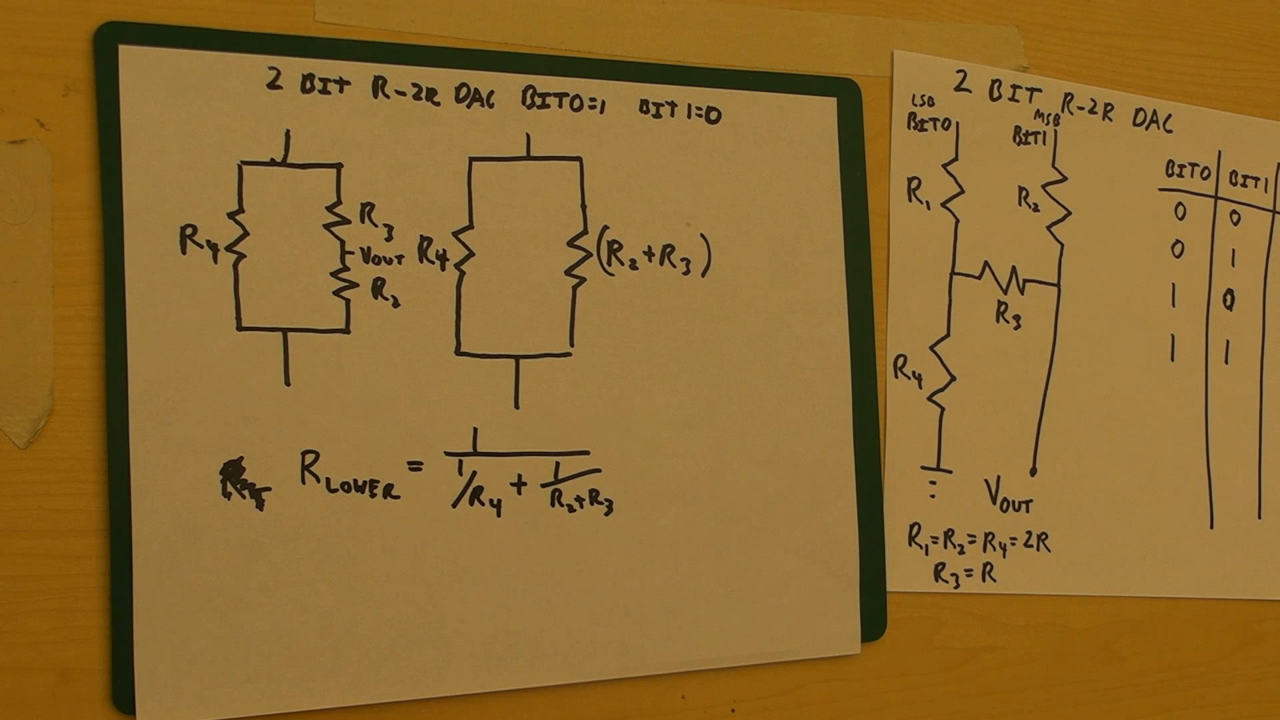 2 BIT R-2R DAC BIT0=1 BIT1=0
R4
R3
VOUT
R2
R4
(R2+R3)
RLOWER = 1
1/R4 + 1/R2+R3
2 BIT R-2R DAC
LSB
BIT0
MSB
BIT1
R1
R2
R3
R4
VOUT
R1=R2=R4=2R
R3=R
BIT0 BIT1
0 0
0 1
1 0
1 1